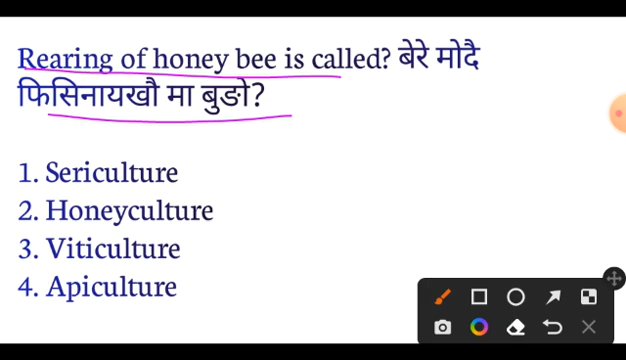 Rearing of honey bee is called? बेरे मोदै
फिसिनायखौ मा बुङो?
1. Sericulture
2. Honeyculture
3. Viticulture
4. Apiculture